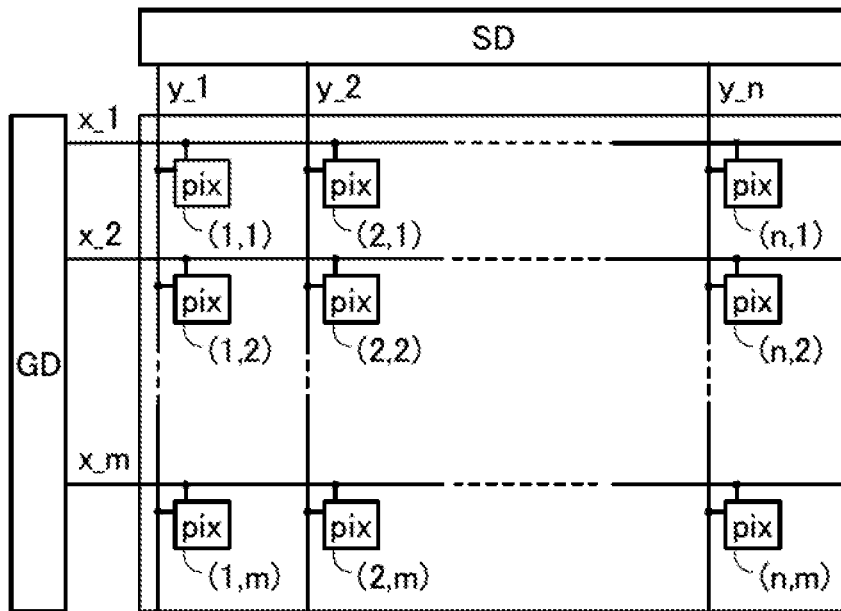 SD
y_1 y_2 y_n
x_1
pix pix pix
(1,1) (2,1) (n,1)
x_2
pix pix pix
(1,2) (2,2) (n,2)
GD
x_m
pix pix pix
(1,m) (2,m) (n,m)